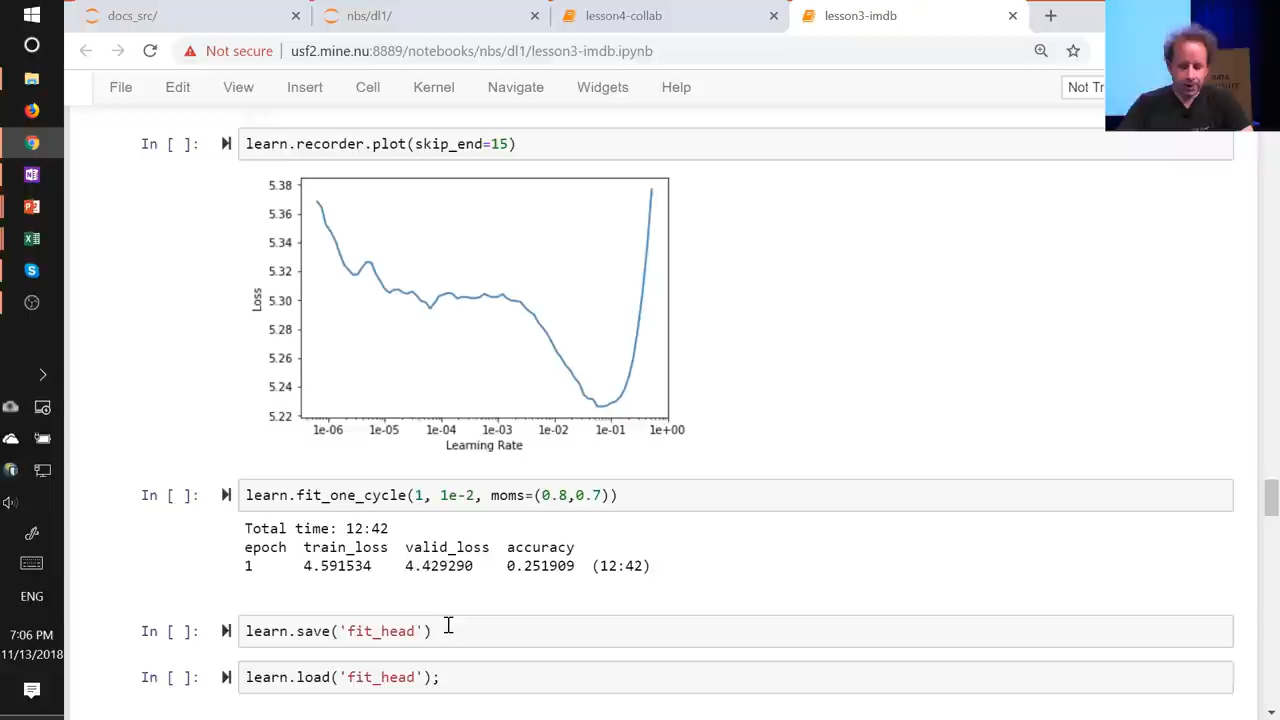 docs_src/
nbs/dl1/
lesson4-collab
lesson3-imdb
Not secure
usf2.mine.nu:8889/notebooks/nbs/dl1/lesson3-imdb.ipynb
File Edit View Insert Cell Kernel Navigate Widgets Help
Not Tr
DATA
In [ ]:
learn.recorder.plot(skip_end=15)
5.38
5.36
5.34
5.32
5.30
5.28
5.26
5.24
5.22
Loss
1e-06 1e-05 1e-04 1e-03 1e-02 1e-01 1e+00
Learning Rate
In [ ]:
learn.fit_one_cycle(1, 1e-2, moms=(0.8,0.7))
Total time: 12:42
epoch train_loss valid_loss accuracy
1 4.591534 4.429290 0.251909 (12:42)
In [ ]:
learn.save('fit_head')
In [ ]:
learn.load('fit_head');
ENG
7:06 PM
11/13/2018